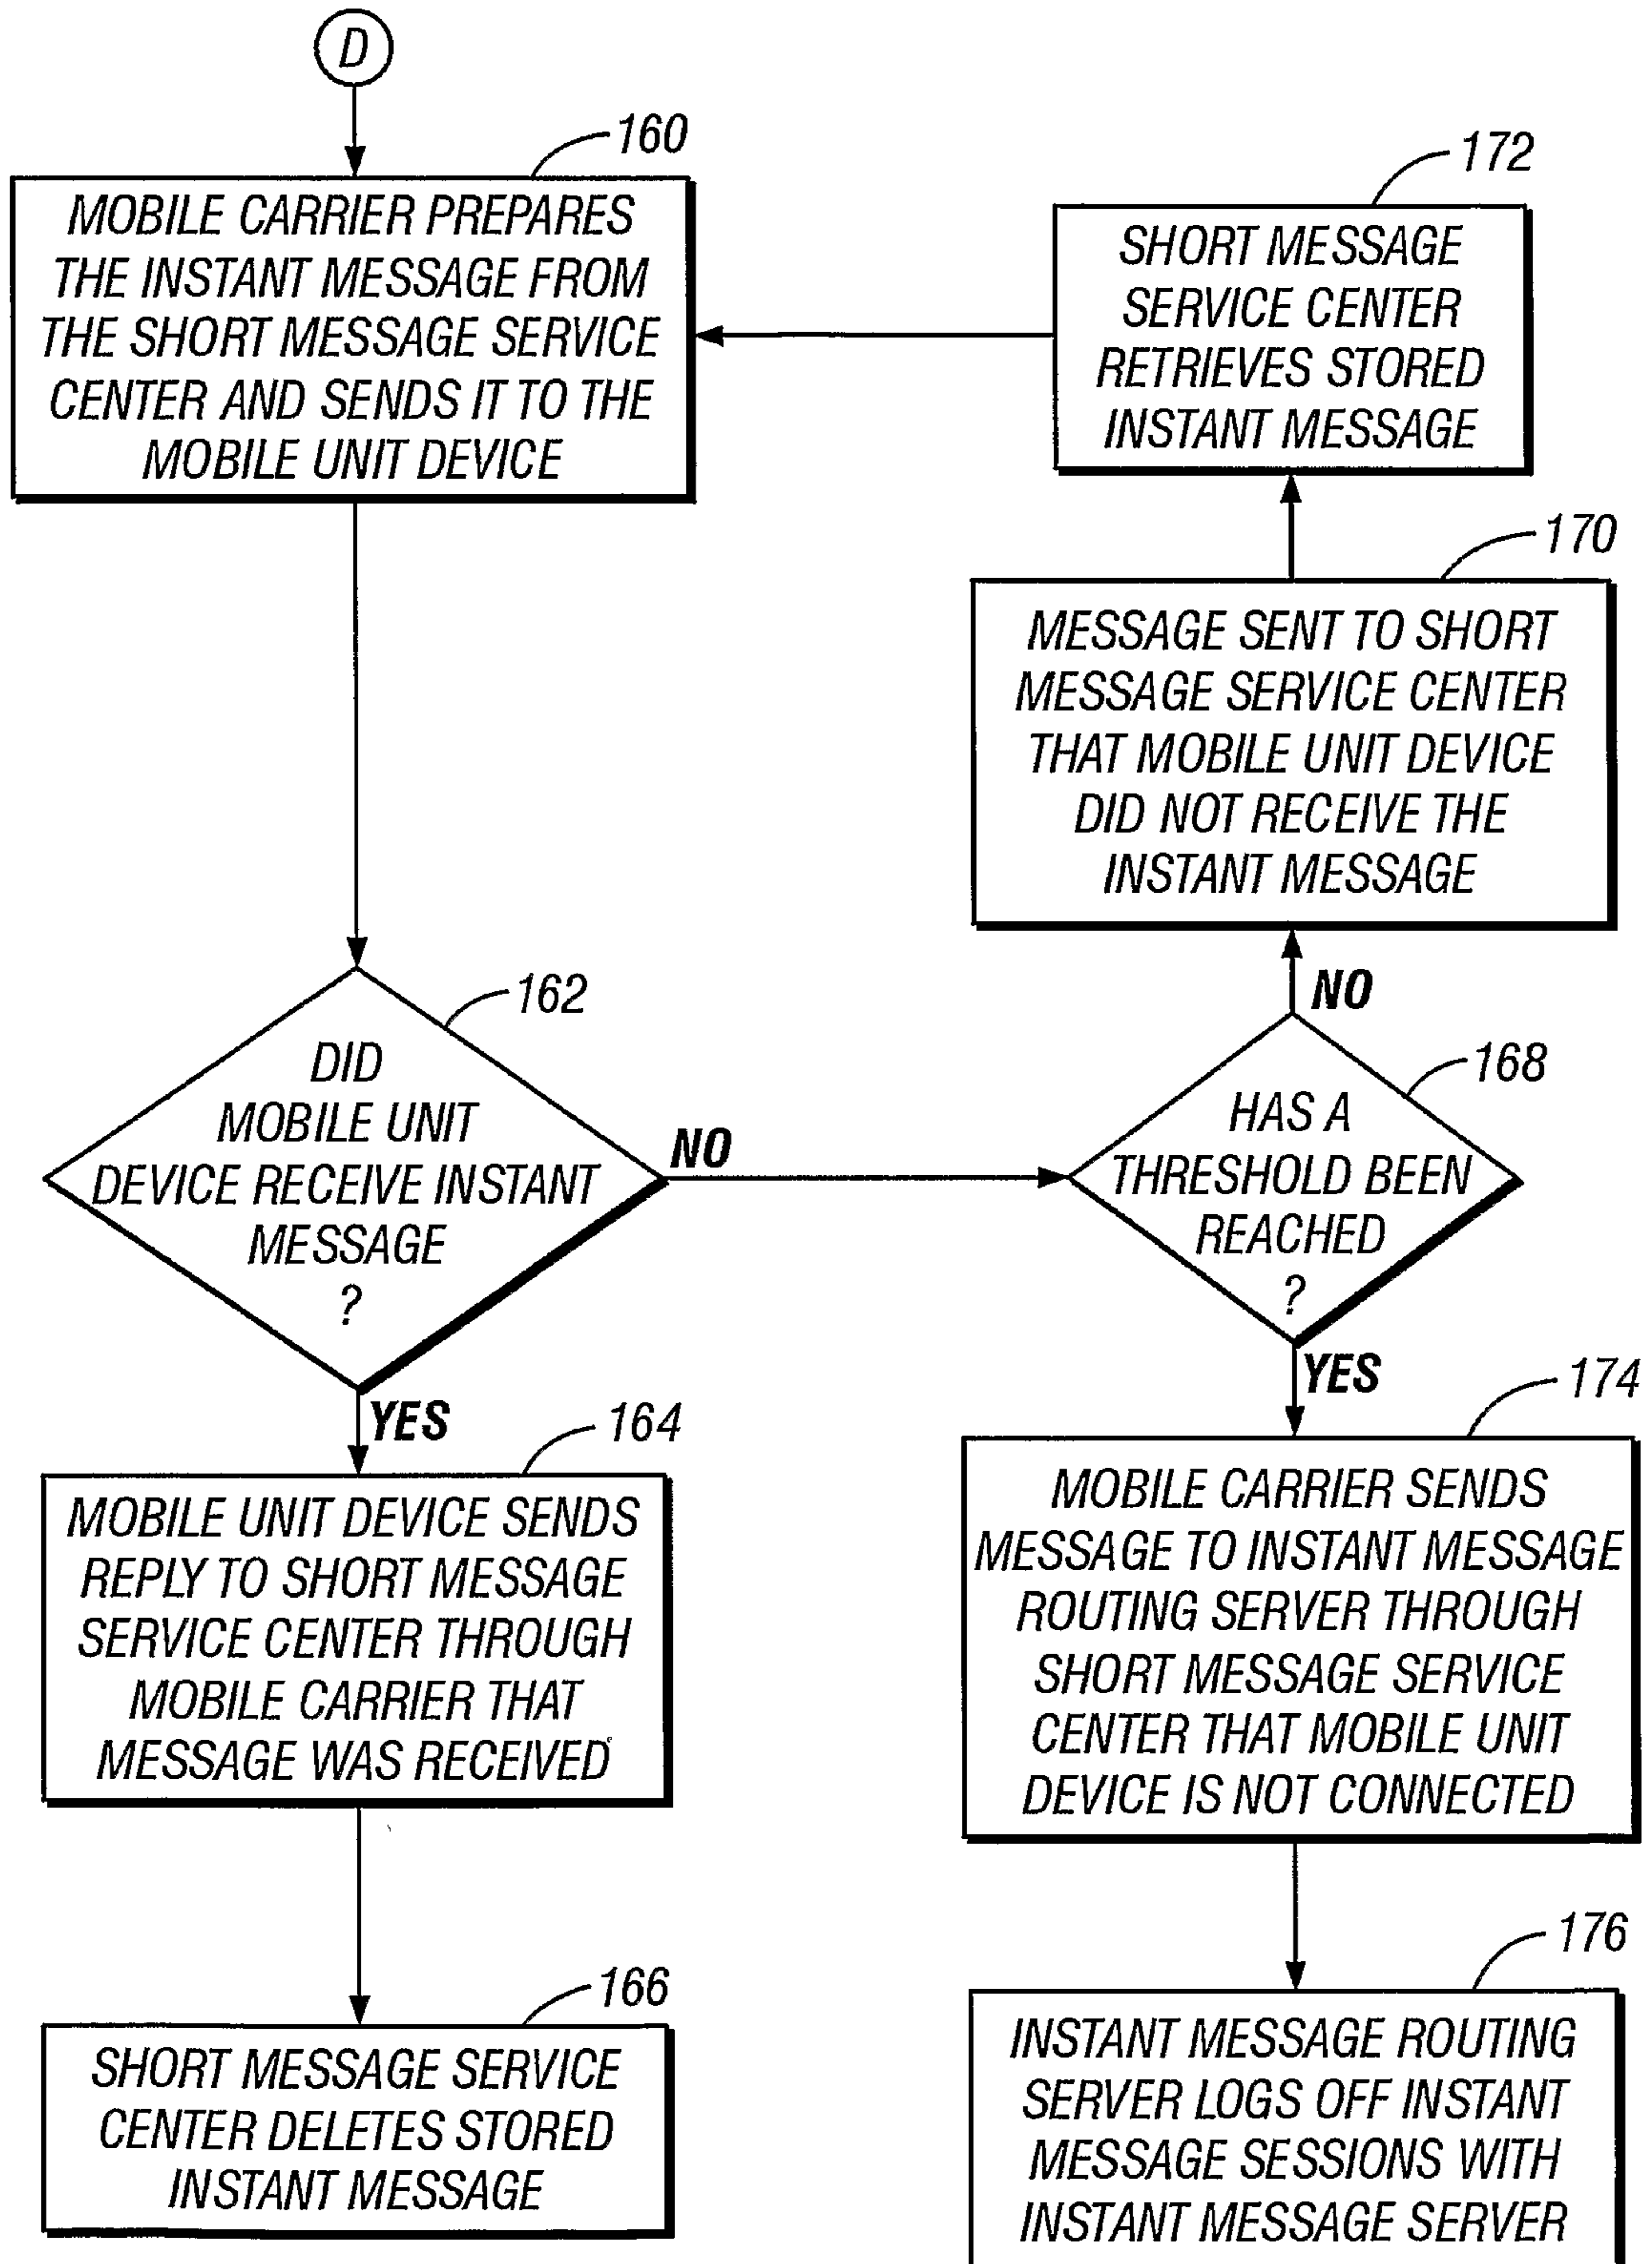 D
160
MOBILE CARRIER PREPARES
THE INSTANT MESSAGE FROM
THE SHORT MESSAGE SERVICE
CENTER AND SENDS IT TO THE
MOBILE UNIT DEVICE
172
SHORT MESSAGE
SERVICE CENTER
RETRIEVES STORED
INSTANT MESSAGE
170
MESSAGE SENT TO SHORT
MESSAGE SERVICE CENTER
THAT MOBILE UNIT DEVICE
DID NOT RECEIVE THE
INSTANT MESSAGE
162
DID
MOBILE UNIT
DEVICE RECEIVE INSTANT
MESSAGE
?
NO
NO
168
HAS A
THRESHOLD BEEN
REACHED
?
YES
164
MOBILE UNIT DEVICE SENDS
REPLY TO SHORT MESSAGE
SERVICE CENTER THROUGH
MOBILE CARRIER THAT
MESSAGE WAS RECEIVED
YES
174
MOBILE CARRIER SENDS
MESSAGE TO INSTANT MESSAGE
ROUTING SERVER THROUGH
SHORT MESSAGE SERVICE
CENTER THAT MOBILE UNIT
DEVICE IS NOT CONNECTED
166
SHORT MESSAGE SERVICE
CENTER DELETES STORED
INSTANT MESSAGE
176
INSTANT MESSAGE ROUTING
SERVER LOGS OFF INSTANT
MESSAGE SESSIONS WITH
INSTANT MESSAGE SERVER